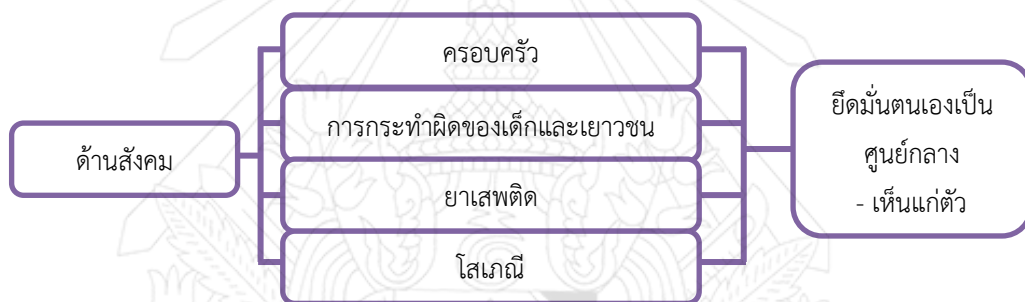 ด้านสังคม
ครอบครัว
การกระทำผิดของเด็กและเยาวชน
ยาเสพติด
โสเภณี
ยึดมั่นตนเองเป็น
ศูนย์กลาง
- เห็นแก่ตัว